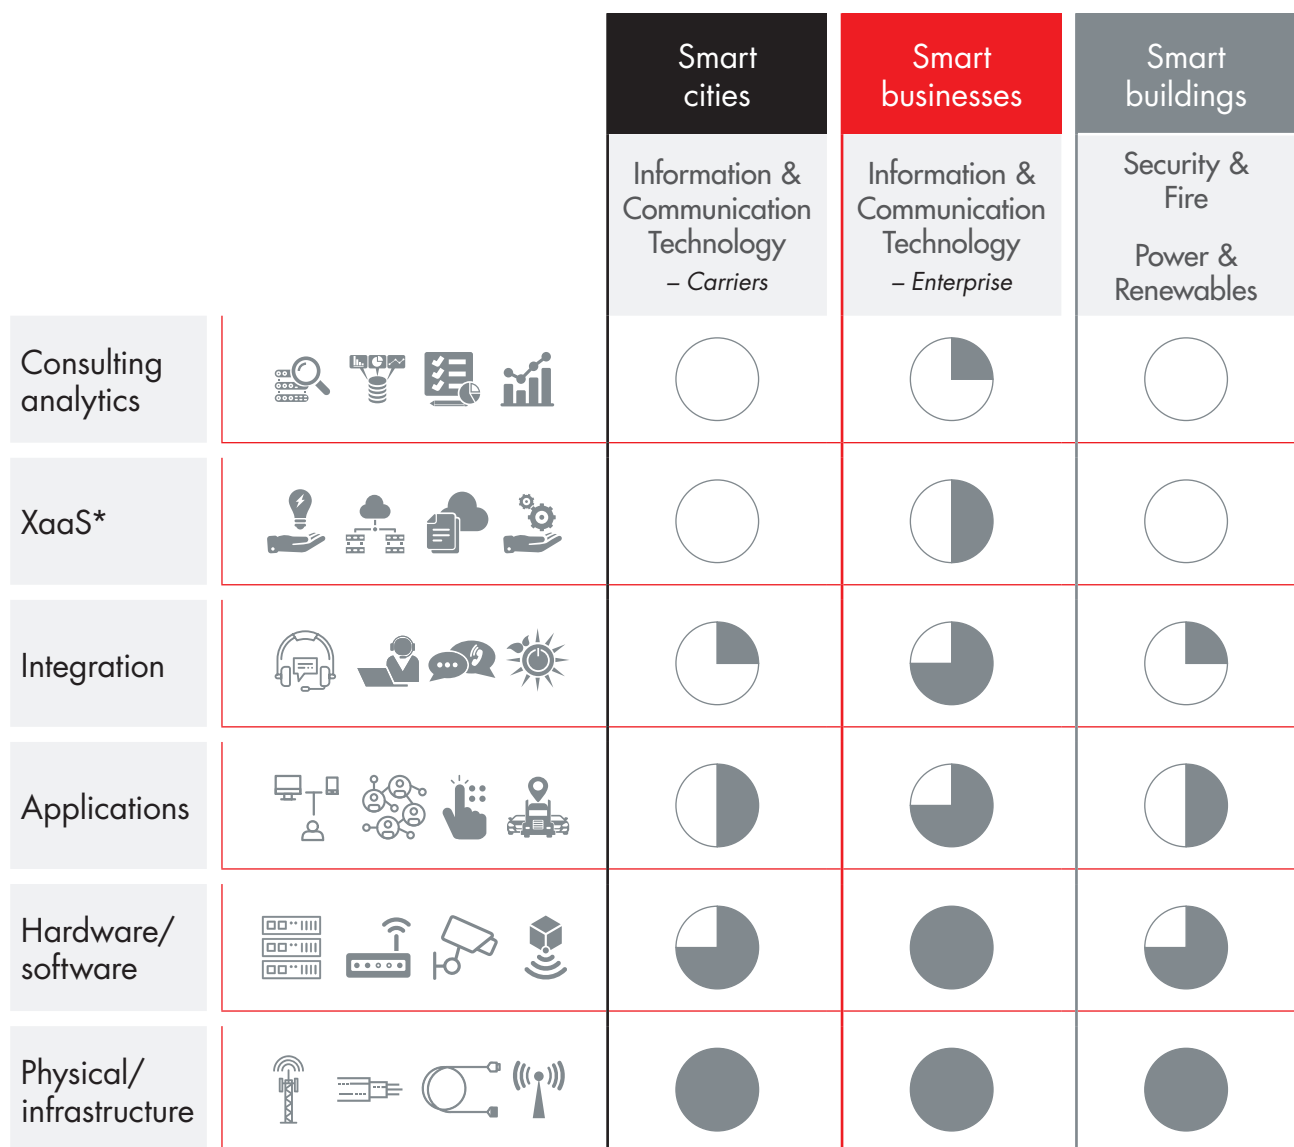 Smart
cities
Smart
businesses
Smart
buildings
Information &
Communication
Technology
– Carriers
Information &
Communication
Technology
– Enterprise
Security &
Fire
Power &
Renewables
Consulting
analytics
XaaS*
Integration
Applications
Hardware/
software
Physical/
infrastructure